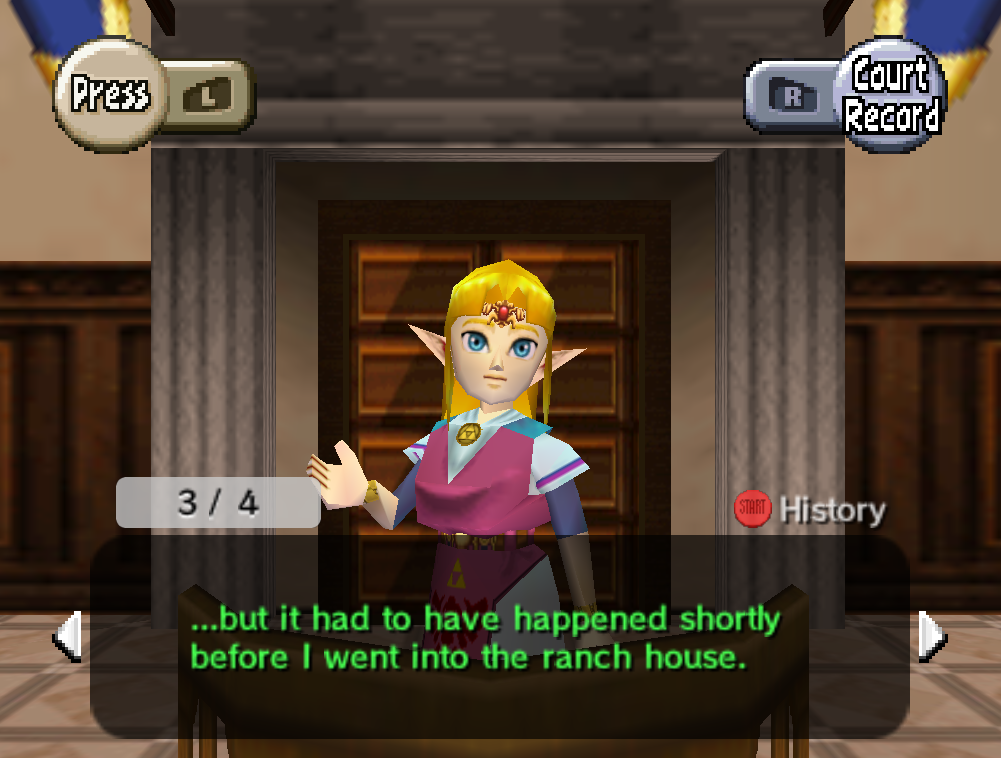 Press
L
R
Court
Record
3 / 4
START
History
...but it had to have happened shortly
before I went into the ranch house.